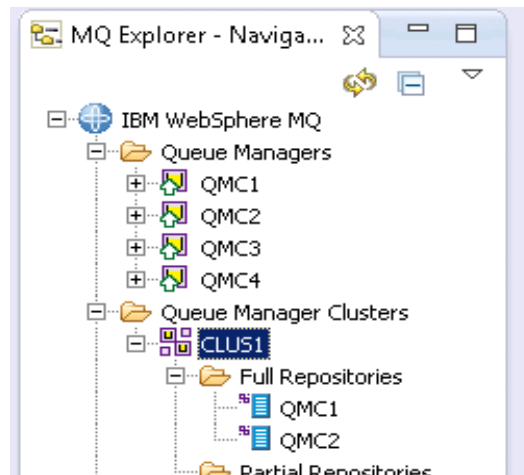 MQ Explorer - Naviga...
IBM WebSphere MQ
Queue Managers
QMC1
QMC2
QMC3
QMC4
Queue Manager Clusters
CLUS1
Full Repositories
QMC1
QMC2
Partial Repositories